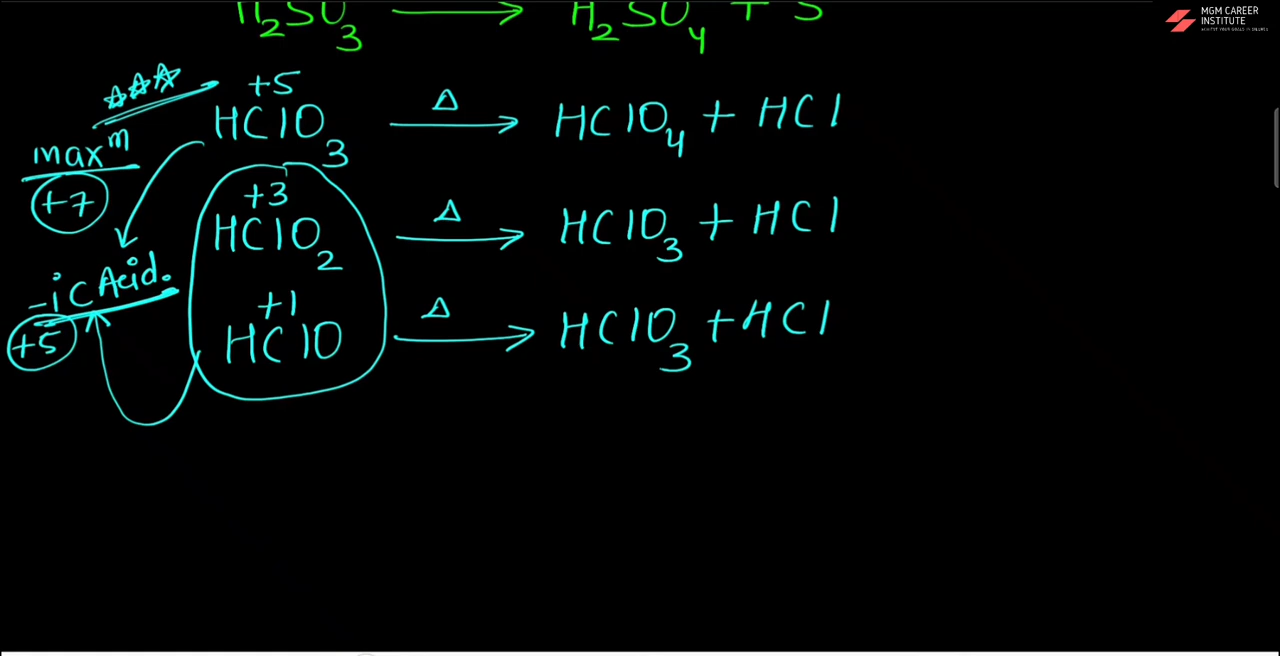 H₂SO₃ ⟶ H₂SO₄ + S
MGM CAREER
INSTITUTE
+5
HClO₃ —Δ→ HClO₄ + HCl
maxᵐ
+7
+3
HClO₂ —Δ→ HClO₃ + HCl
-ic Acid.
+5
+1
HClO —Δ→ HClO₃ + HCl